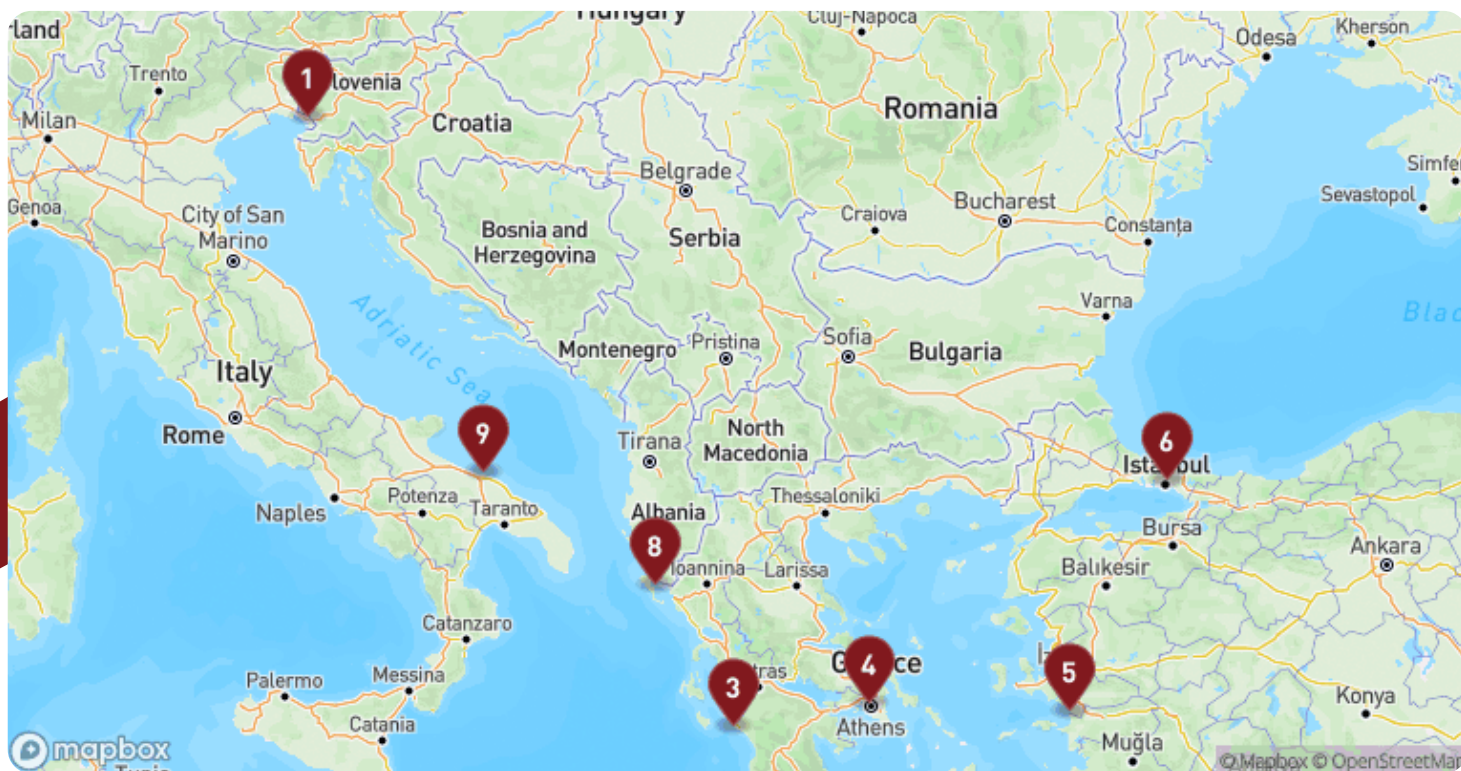 Hungary
Cluj-Napoca
Kherson
Odesa
rland
Trento
1
lovenia
Milan
Croatia
Romania
Simfe
Belgrade
Sevastopol
Genoa
City of San
Marino
Bosnia and
Herzegovina
Serbia
Craiova
Bucharest
Constanța
Varna
Adriatic Sea
Blac
Montenegro
Pristina
Sofia
Bulgaria
Italy
Rome
9
Tirana
North
Macedonia
6
Istanbul
Naples
Potenza
Taranto
Albania
Thessaloniki
Bursa
8
Ioannina
Larissa
Balıkesir
Ankara
Catanzaro
Palermo
Messina
3
tras
4
Greece
5
Athens
Konya
Catania
Muğla
mapbox
© Mapbox © OpenStreetMap